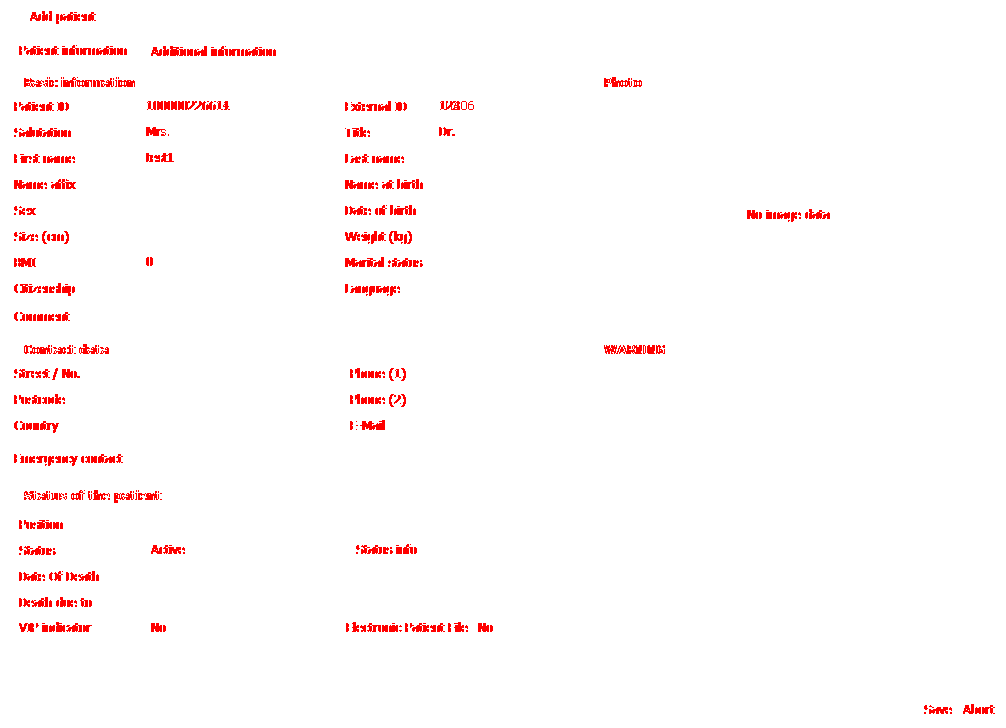 Add patient
Patient information Additional information
Basic information Photo
Patient ID 100000226614 External ID
Salutation Mrs. Title Dr.
First name test1 Last name
Name affix Name at birth
Sex Date of birth
No image data
Size (cm) Weight (kg)
BMI 0 Marital status
Citizenship Language
Comment
Contact data WARNING
Street / No. Phone (1)
Postcode Phone (2)
Country E-Mail
Emergency contact
Status of the patient
Position
Status Active Status info
Date Of Death
Death due to
VIP indicator No Electronic Patient File No
Save Abort